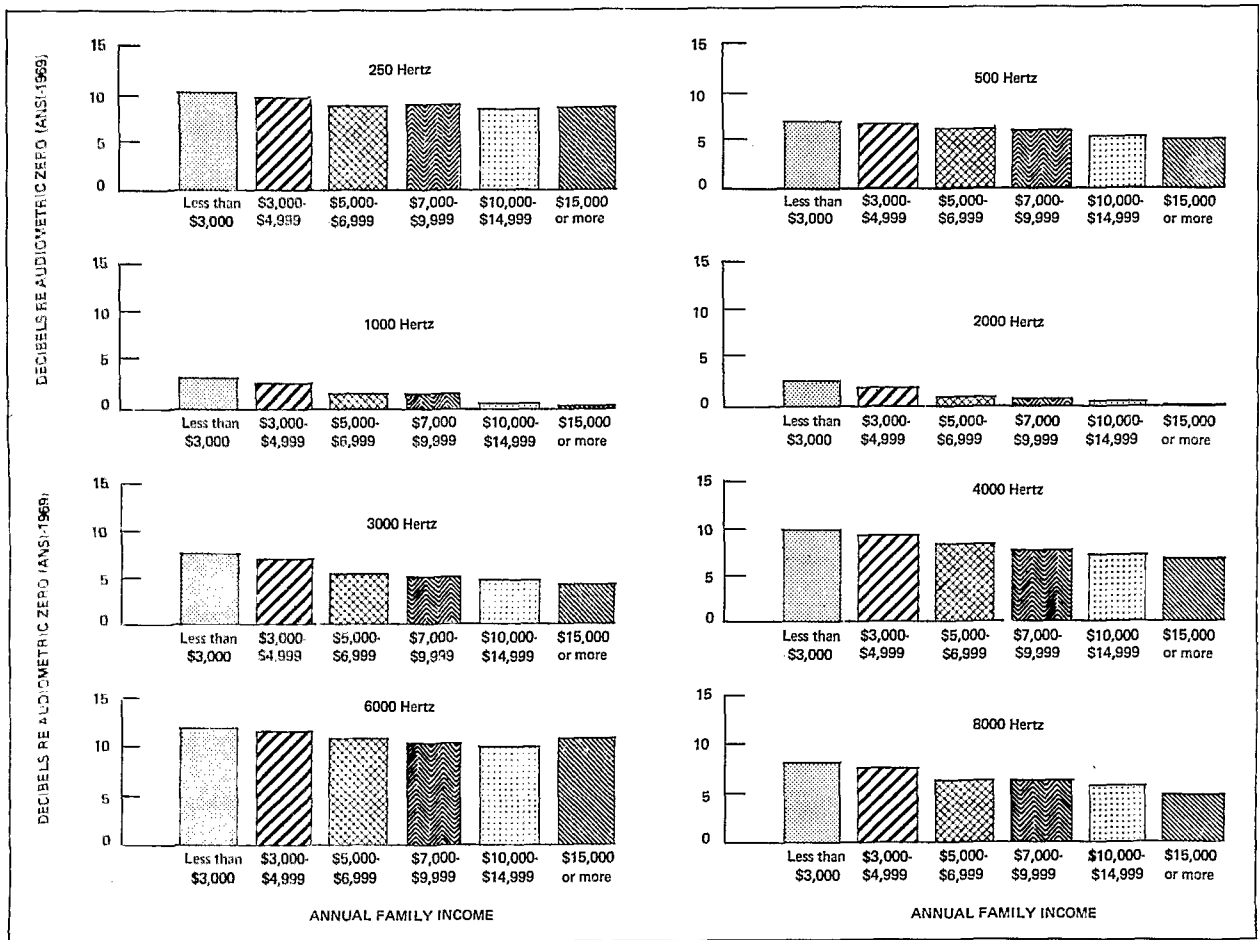 DECIBELS RE AUDIOMETRIC ZERO (ANSI-1969)
250 Hertz
15
10
5
0
Less than $3,000- $5,000- $7,000- $10,000- $15,000
$3,000 $4,999 $6,999 $9,999 $14,999 or more
500 Hertz
15
10
5
0
Less than $3,000- $5,000- $7,000- $10,000- $15,000
$3,000 $4,999 $6,999 $9,999 $14,999 or more
1000 Hertz
15
10
5
0
Less than $3,000- $5,000- $7,000 $10,000- $15,000
$3,000 $4,999 $6,999 $9,999 $14,999 or more
2000 Hertz
15
10
5
0
Less than $3,000- $5,000- $7,000 $10,000- $15,000
$3,000 $4,999 $6,999 $9,999 $14,999 or more
DECIBELS RE AUDIOMETRIC ZERO (ANSI-1969)
3000 Hertz
15
10
5
0
Less than $3,000- $5,000- $7,000- $10,000- $15,000
$3,000 $4,999 $6,999 $9,999 $14,999 or more
4000 Hertz
15
10
5
0
Less than $3,000- $5,000- $7,000- $10,000 $15,000
$3,000 $4,999 $6,999 $9,999 $14,999 or more
6000 Hertz
15
10
5
0
Less than $3,000- $5,000- $7,000- $10,000- $15,000
$3,000 $4,999 $6,999 $9,999 $14,999 or more
8000 Hertz
15
10
5
0
Less than $3,000- $5,000- $7,000- $10,000- $15,000
$3,000 $4,999 $6,999 $9,999 $14,999 or more
ANNUAL FAMILY INCOME
ANNUAL FAMILY INCOME